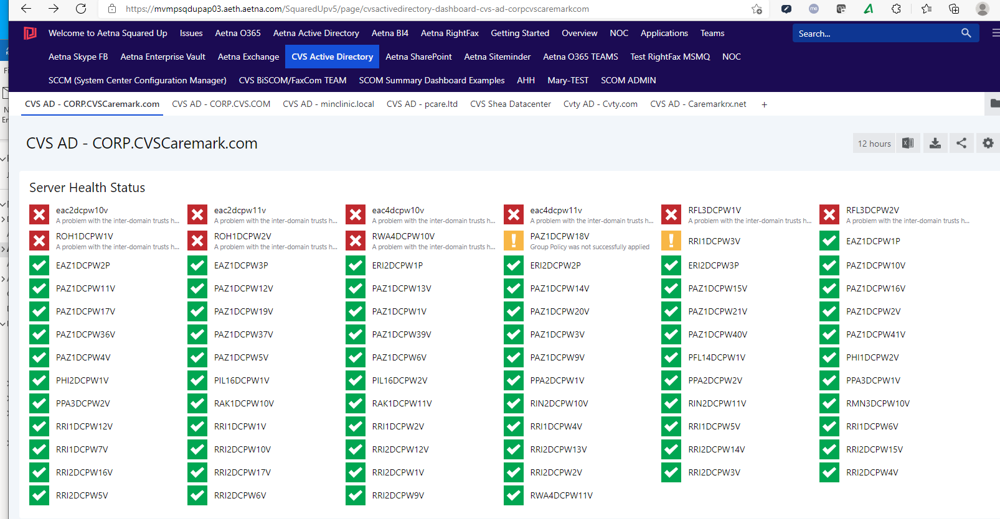 https://mvmpsqdupap03.aeth.aetna.com/SquaredUpv5/page/cvsactivedirectory-dashboard-cvs-ad-corpcvscaremarkcom
Welcome to Aetna Squared Up Issues Aetna O365 Aetna Active Directory Aetna BI4 Aetna RightFax Getting Started Overview NOC Applications Teams Search...
Aetna Skype FB Aetna Enterprise Vault Aetna Exchange CVS Active Directory Aetna SharePoint Aetna Siteminder Aetna O365 TEAMS Test RightFax MSMQ NOC
SCCM (System Center Configuration Manager) CVS BiSCOM/FaxCom TEAM SCOM Summary Dashboard Examples AHH Mary-TEST SCOM ADMIN
CVS AD - CORP.CVSCaremark.com CVS AD - CORP.CVS.COM CVS AD - minclinic.local CVS AD - pcare.ltd CVS Shea Datacenter Cvty AD - Cvty.com CVS AD - Caremarkrx.net +
CVS AD - CORP.CVSCaremark.com 12 hours
Server Health Status
eac2dcpw10v eac2dcpw11v eac4dcpw10v eac4dcpw11v RFL3DCPW1V RFL3DCPW2V
A problem with the inter-domain trusts h... A problem with the inter-domain trusts h... A problem with the inter-domain trusts h... A problem with the inter-domain trusts h... A problem with the inter-domain trusts h... A problem with the inter-domain trusts h...
ROH1DCPW1V ROH1DCPW2V RWA4DCPW10V PAZ1DCPW18V RRI1DCPW3V EAZ1DCPW1P
A problem with the inter-domain trusts h... A problem with the inter-domain trusts h... A problem with the inter-domain trusts h... Group Policy was not successfully applied
EAZ1DCPW2P EAZ1DCPW3P ERI2DCPW1P ERI2DCPW2P ERI2DCPW3P PAZ1DCPW10V
PAZ1DCPW11V PAZ1DCPW12V PAZ1DCPW13V PAZ1DCPW14V PAZ1DCPW15V PAZ1DCPW16V
PAZ1DCPW17V PAZ1DCPW19V PAZ1DCPW1V PAZ1DCPW20V PAZ1DCPW21V PAZ1DCPW2V
PAZ1DCPW36V PAZ1DCPW37V PAZ1DCPW39V PAZ1DCPW3V PAZ1DCPW40V PAZ1DCPW41V
PAZ1DCPW4V PAZ1DCPW5V PAZ1DCPW6V PAZ1DCPW9V PFL14DCPW1V PHI1DCPW2V
PHI2DCPW1V PIL16DCPW1V PIL16DCPW2V PPA2DCPW1V PPA2DCPW2V PPA3DCPW1V
PPA3DCPW2V RAK1DCPW10V RAK1DCPW11V RIN2DCPW10V RIN2DCPW11V RMN3DCPW10V
RRI1DCPW12V RRI1DCPW1V RRI1DCPW2V RRI1DCPW4V RRI1DCPW5V RRI1DCPW6V
RRI1DCPW7V RRI2DCPW10V RRI2DCPW12V RRI2DCPW13V RRI2DCPW14V RRI2DCPW15V
RRI2DCPW16V RRI2DCPW17V RRI2DCPW1V RRI2DCPW2V RRI2DCPW3V RRI2DCPW4V
RRI2DCPW5V RRI2DCPW6V RRI2DCPW9V RWA4DCPW11V